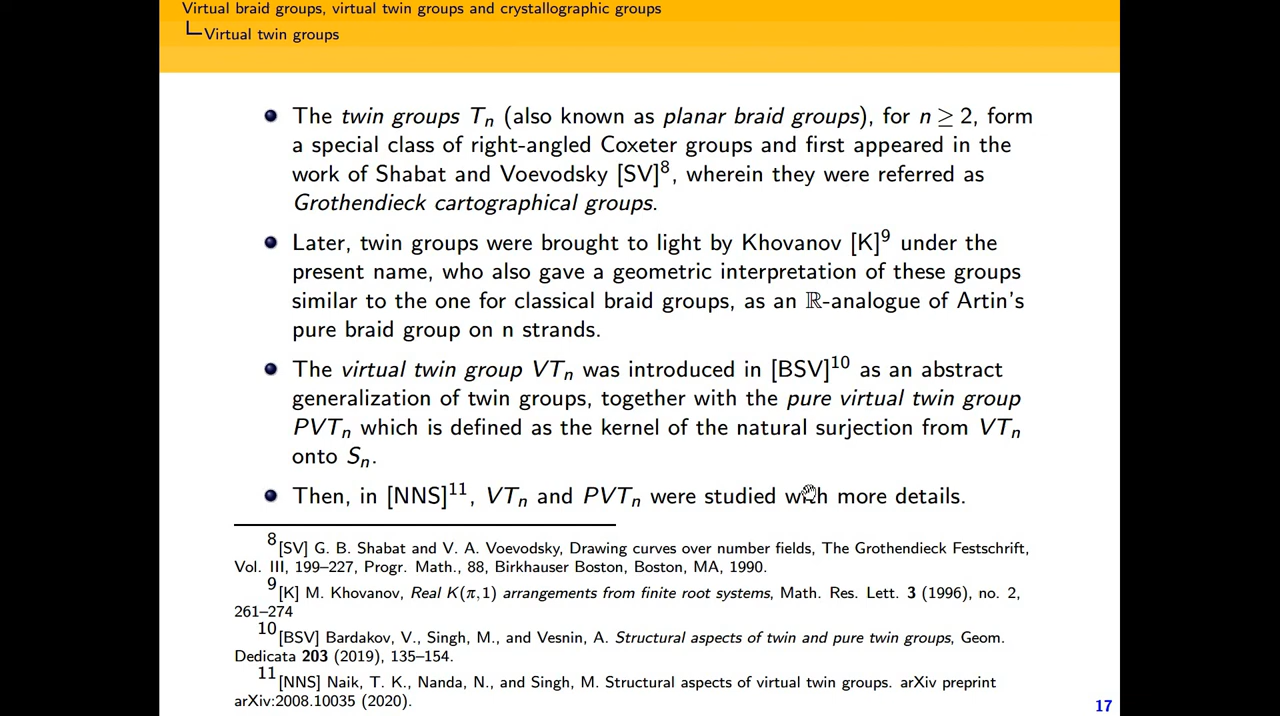 Virtual braid groups, virtual twin groups and crystallographic groups
Virtual twin groups
The twin groups Tn (also known as planar braid groups), for n ≥ 2, form
a special class of right-angled Coxeter groups and first appeared in the
work of Shabat and Voevodsky [SV]8, wherein they were referred as
Grothendieck cartographical groups.
Later, twin groups were brought to light by Khovanov [K]9 under the
present name, who also gave a geometric interpretation of these groups
similar to the one for classical braid groups, as an ℝ-analogue of Artin's
pure braid group on n strands.
The virtual twin group VTn was introduced in [BSV]10 as an abstract
generalization of twin groups, together with the pure virtual twin group
PVTn which is defined as the kernel of the natural surjection from VTn
onto Sn.
Then, in [NNS]11, VTn and PVTn were studied with more details.
8[SV] G. B. Shabat and V. A. Voevodsky, Drawing curves over number fields, The Grothendieck Festschrift,
Vol. III, 199–227, Progr. Math., 88, Birkhauser Boston, Boston, MA, 1990.
9[K] M. Khovanov, Real K(π,1) arrangements from finite root systems, Math. Res. Lett. 3 (1996), no. 2,
261–274
10[BSV] Bardakov, V., Singh, M., and Vesnin, A. Structural aspects of twin and pure twin groups, Geom.
Dedicata 203 (2019), 135–154.
11[NNS] Naik, T. K., Nanda, N., and Singh, M. Structural aspects of virtual twin groups. arXiv preprint
arXiv:2008.10035 (2020).
17